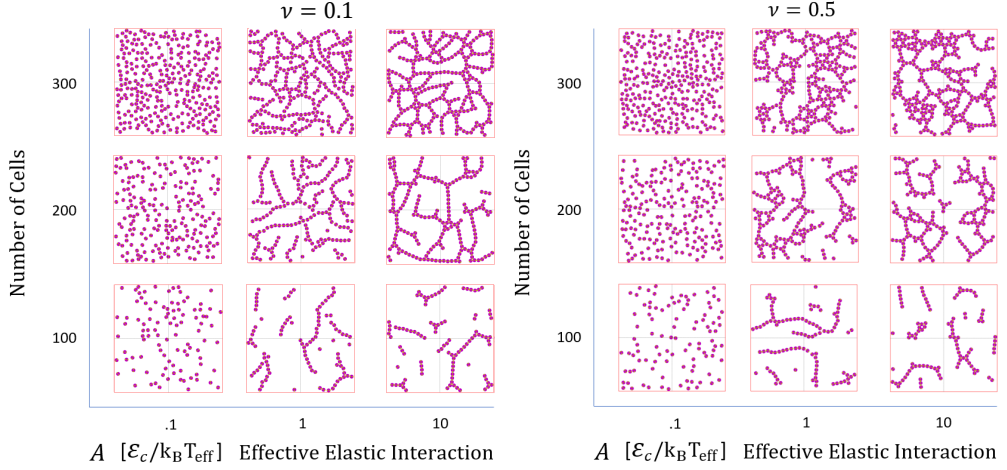 ν = 0.1
Number of Cells
300
200
100
.1
1
10
A [ℰc/kBTeff] Effective Elastic Interaction
ν = 0.5
Number of Cells
300
200
100
.1
1
10
A [ℰc/kBTeff] Effective Elastic Interaction